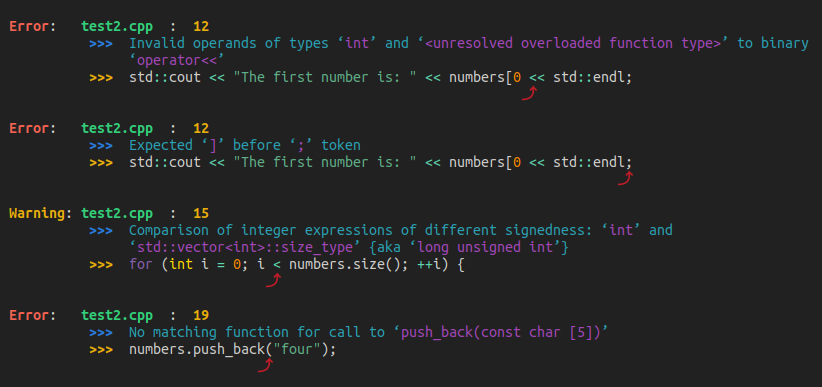 Error:   test2.cpp  :  12
>>>  Invalid operands of types ‘int’ and ‘<unresolved overloaded function type>’ to binary
‘operator<<’
>>>  std::cout << "The first number is: " << numbers[0 << std::endl;
Error:   test2.cpp  :  12
>>>  Expected ‘]’ before ‘;’ token
>>>  std::cout << "The first number is: " << numbers[0 << std::endl;
Warning: test2.cpp  :  15
>>>  Comparison of integer expressions of different signedness: ‘int’ and
‘std::vector<int>::size_type’ {aka ‘long unsigned int’}
>>>  for (int i = 0; i < numbers.size(); ++i) {
Error:   test2.cpp  :  19
>>>  No matching function for call to ‘push_back(const char [5])’
>>>  numbers.push_back("four");